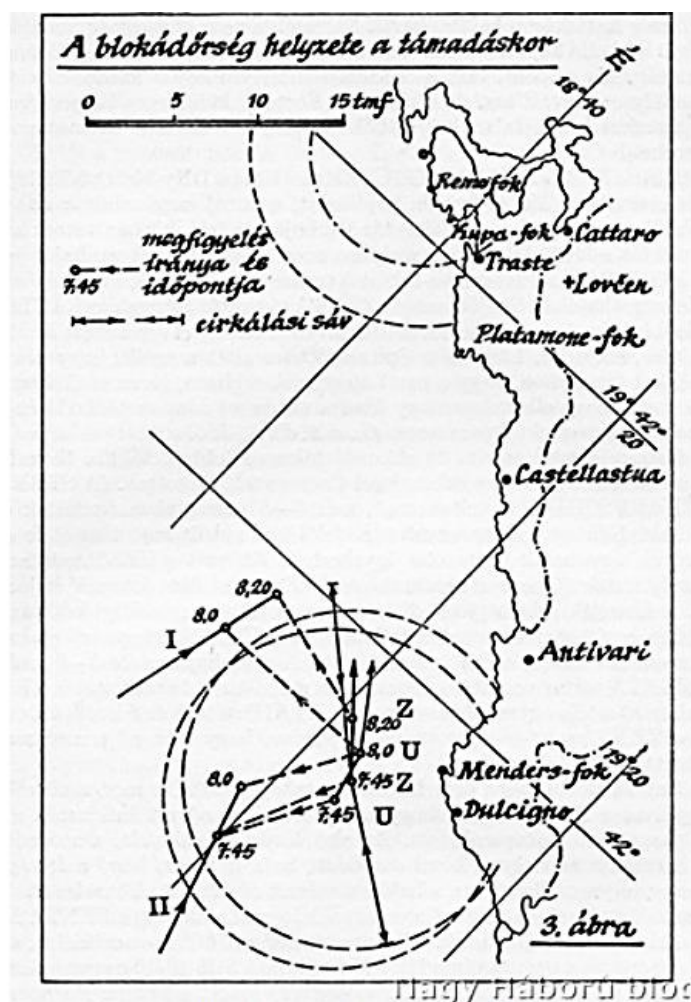 A blokádőrség helyzete a támadáskor.
0 5 10 15 tmf.
18° 40'
Remo fok
Kupa-fok
Cattaro
Traste
+Lovčen
megfigyelés
iránya és
időpontja
7.45
cirkálási sáv
Platamone-fok
19°
42°
20
Castellastua
8,20
8.0
I
I
Antivari
Z
8,20
8,0 U
8.0
7.45 Z
7.45
U
Menders-fok
Dulcigno
7.45
19°
20
42°
II
3. ábra
Nagy Háború blog